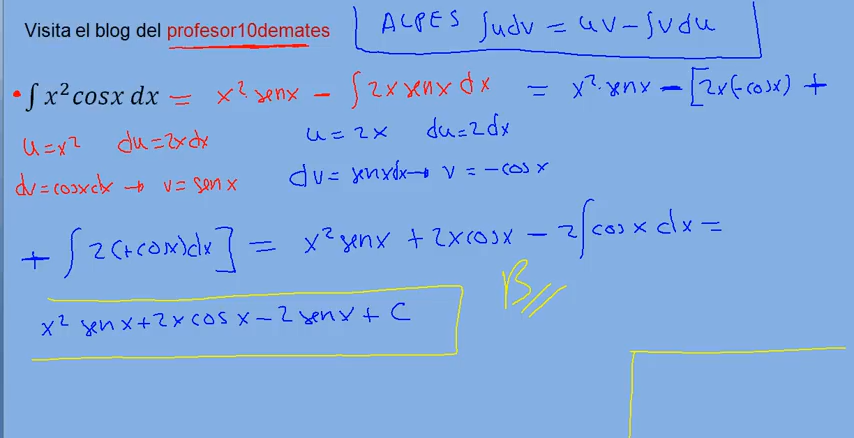 Visita el blog del profesor10demates
ALPES ∫udv = uv - ∫vdu
• ∫ x² cosx dx = x²·senx - ∫ 2x senx dx = x²·senx - [2x(-cosx) +
u = x² du = 2xdx u = 2x du = 2dx
dv = cosxdx → v = senx dv = senxdx → v = -cosx
+ ∫ 2(+cosx)dx] = x² senx + 2xcosx - 2∫cosx dx =
x² senx + 2x cosx - 2 senx + C